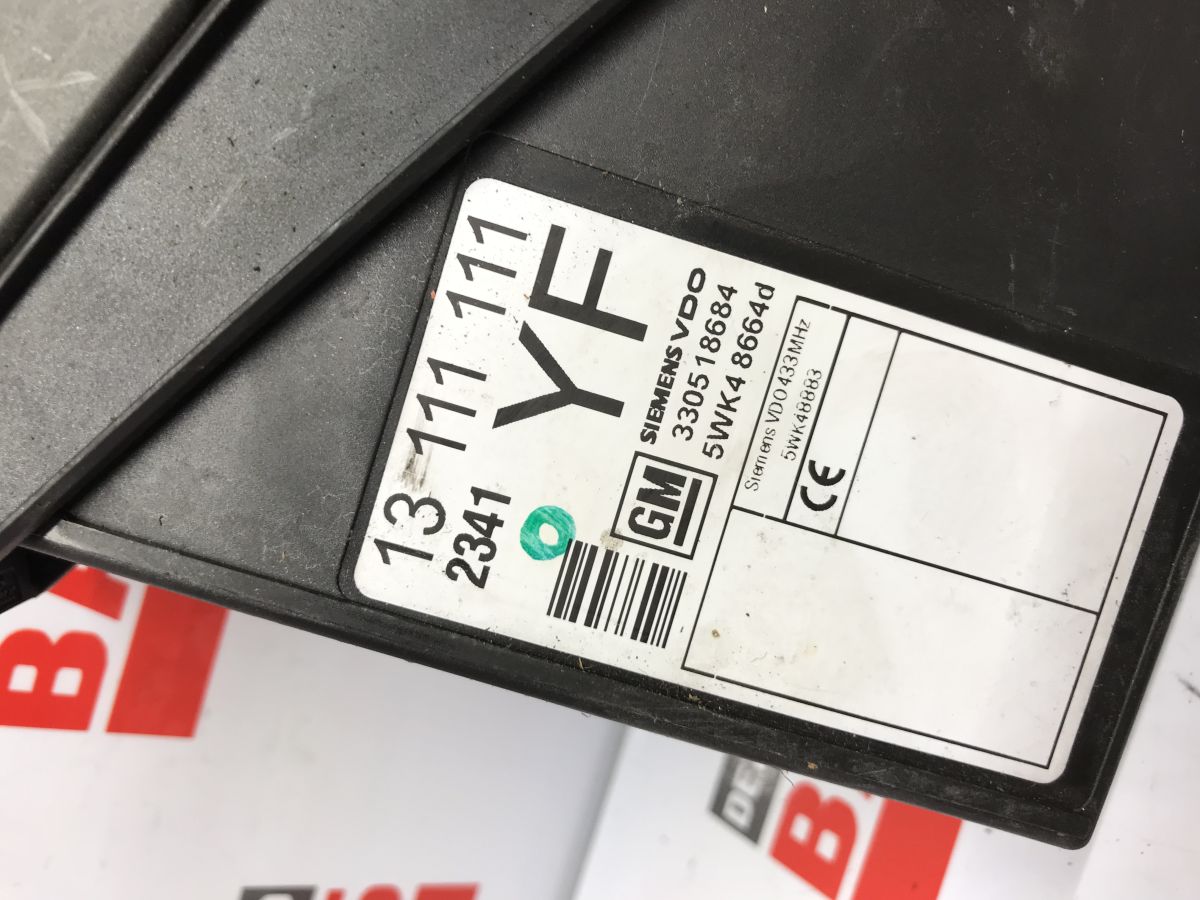 13 111 111
2341
YF
GM
SIEMENS VDO
330518684
5WK4 8664d
Siemens VDO 433MHz
5WK48883
CE